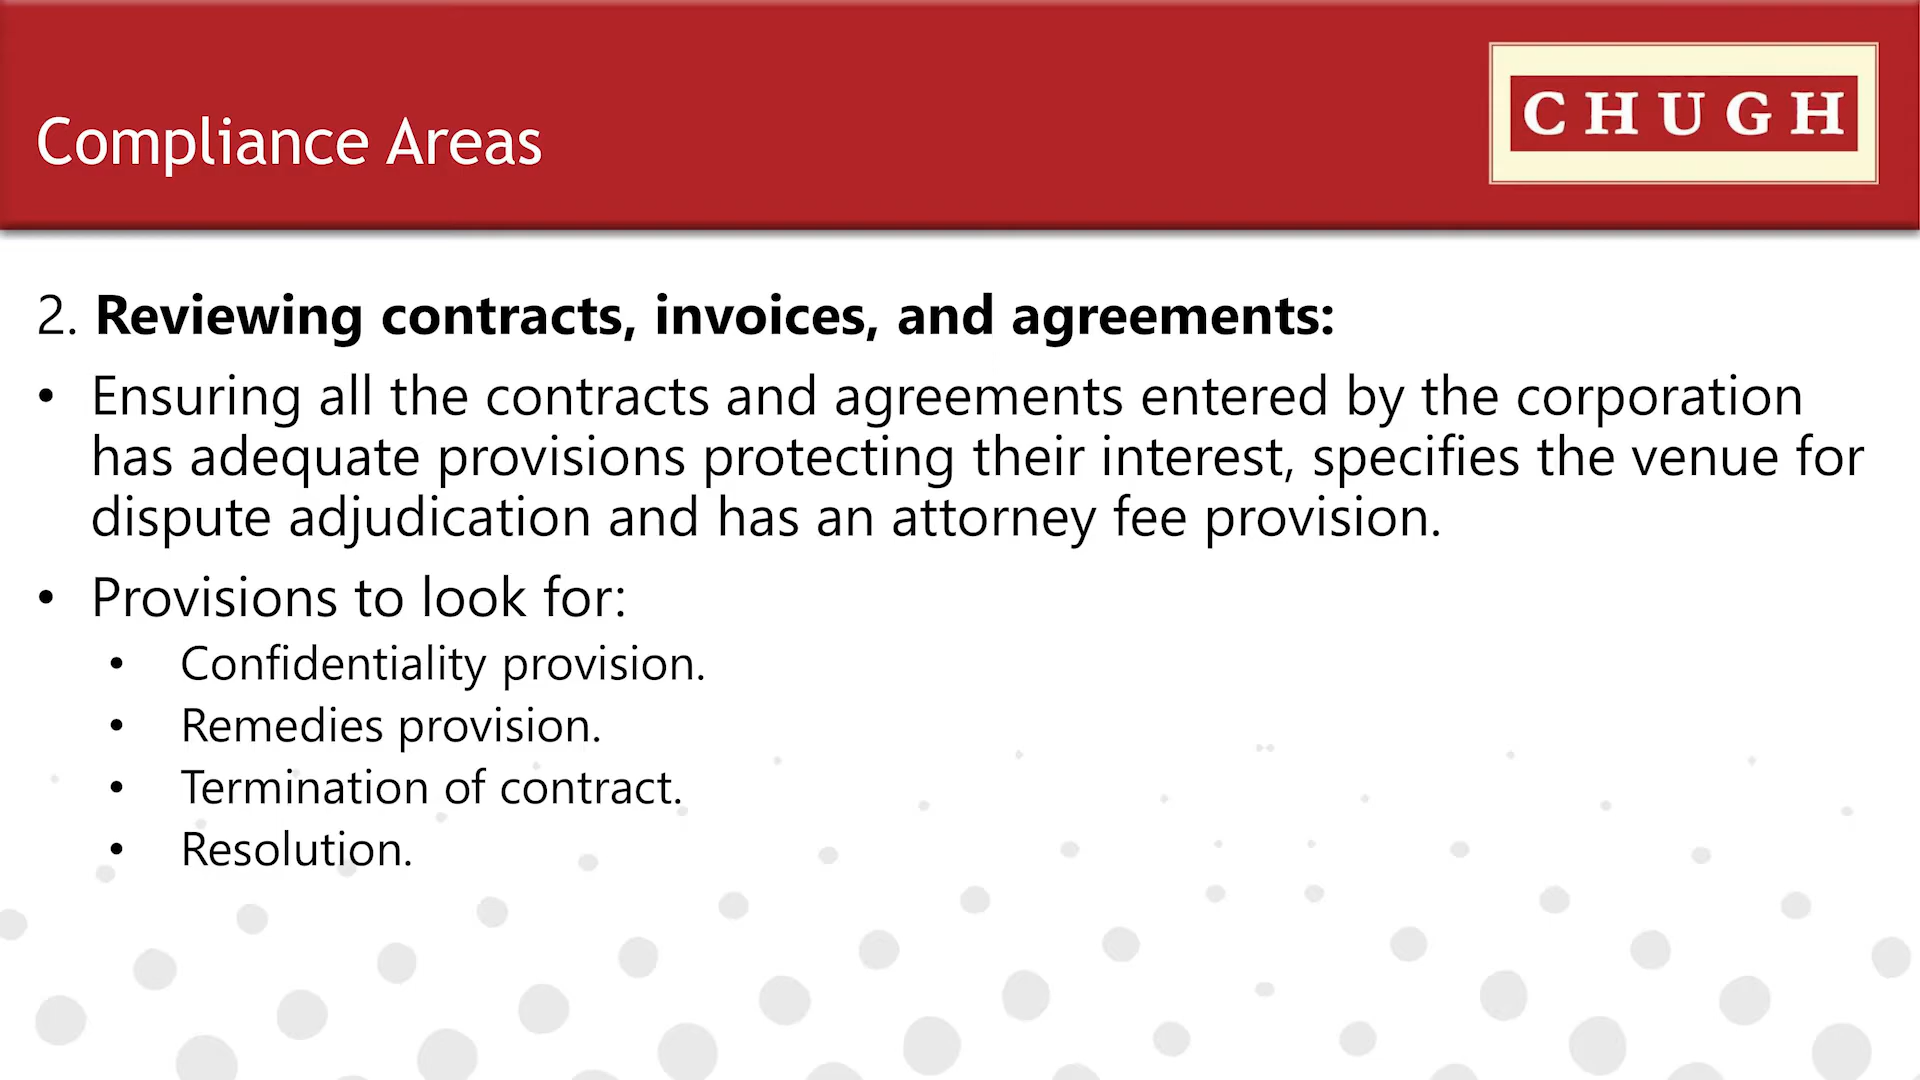 CHUGH
Compliance Areas
2. Reviewing contracts, invoices, and agreements:
• Ensuring all the contracts and agreements entered by the corporation
has adequate provisions protecting their interest, specifies the venue for
dispute adjudication and has an attorney fee provision.
• Provisions to look for:
• Confidentiality provision.
• Remedies provision.
• Termination of contract.
• Resolution.